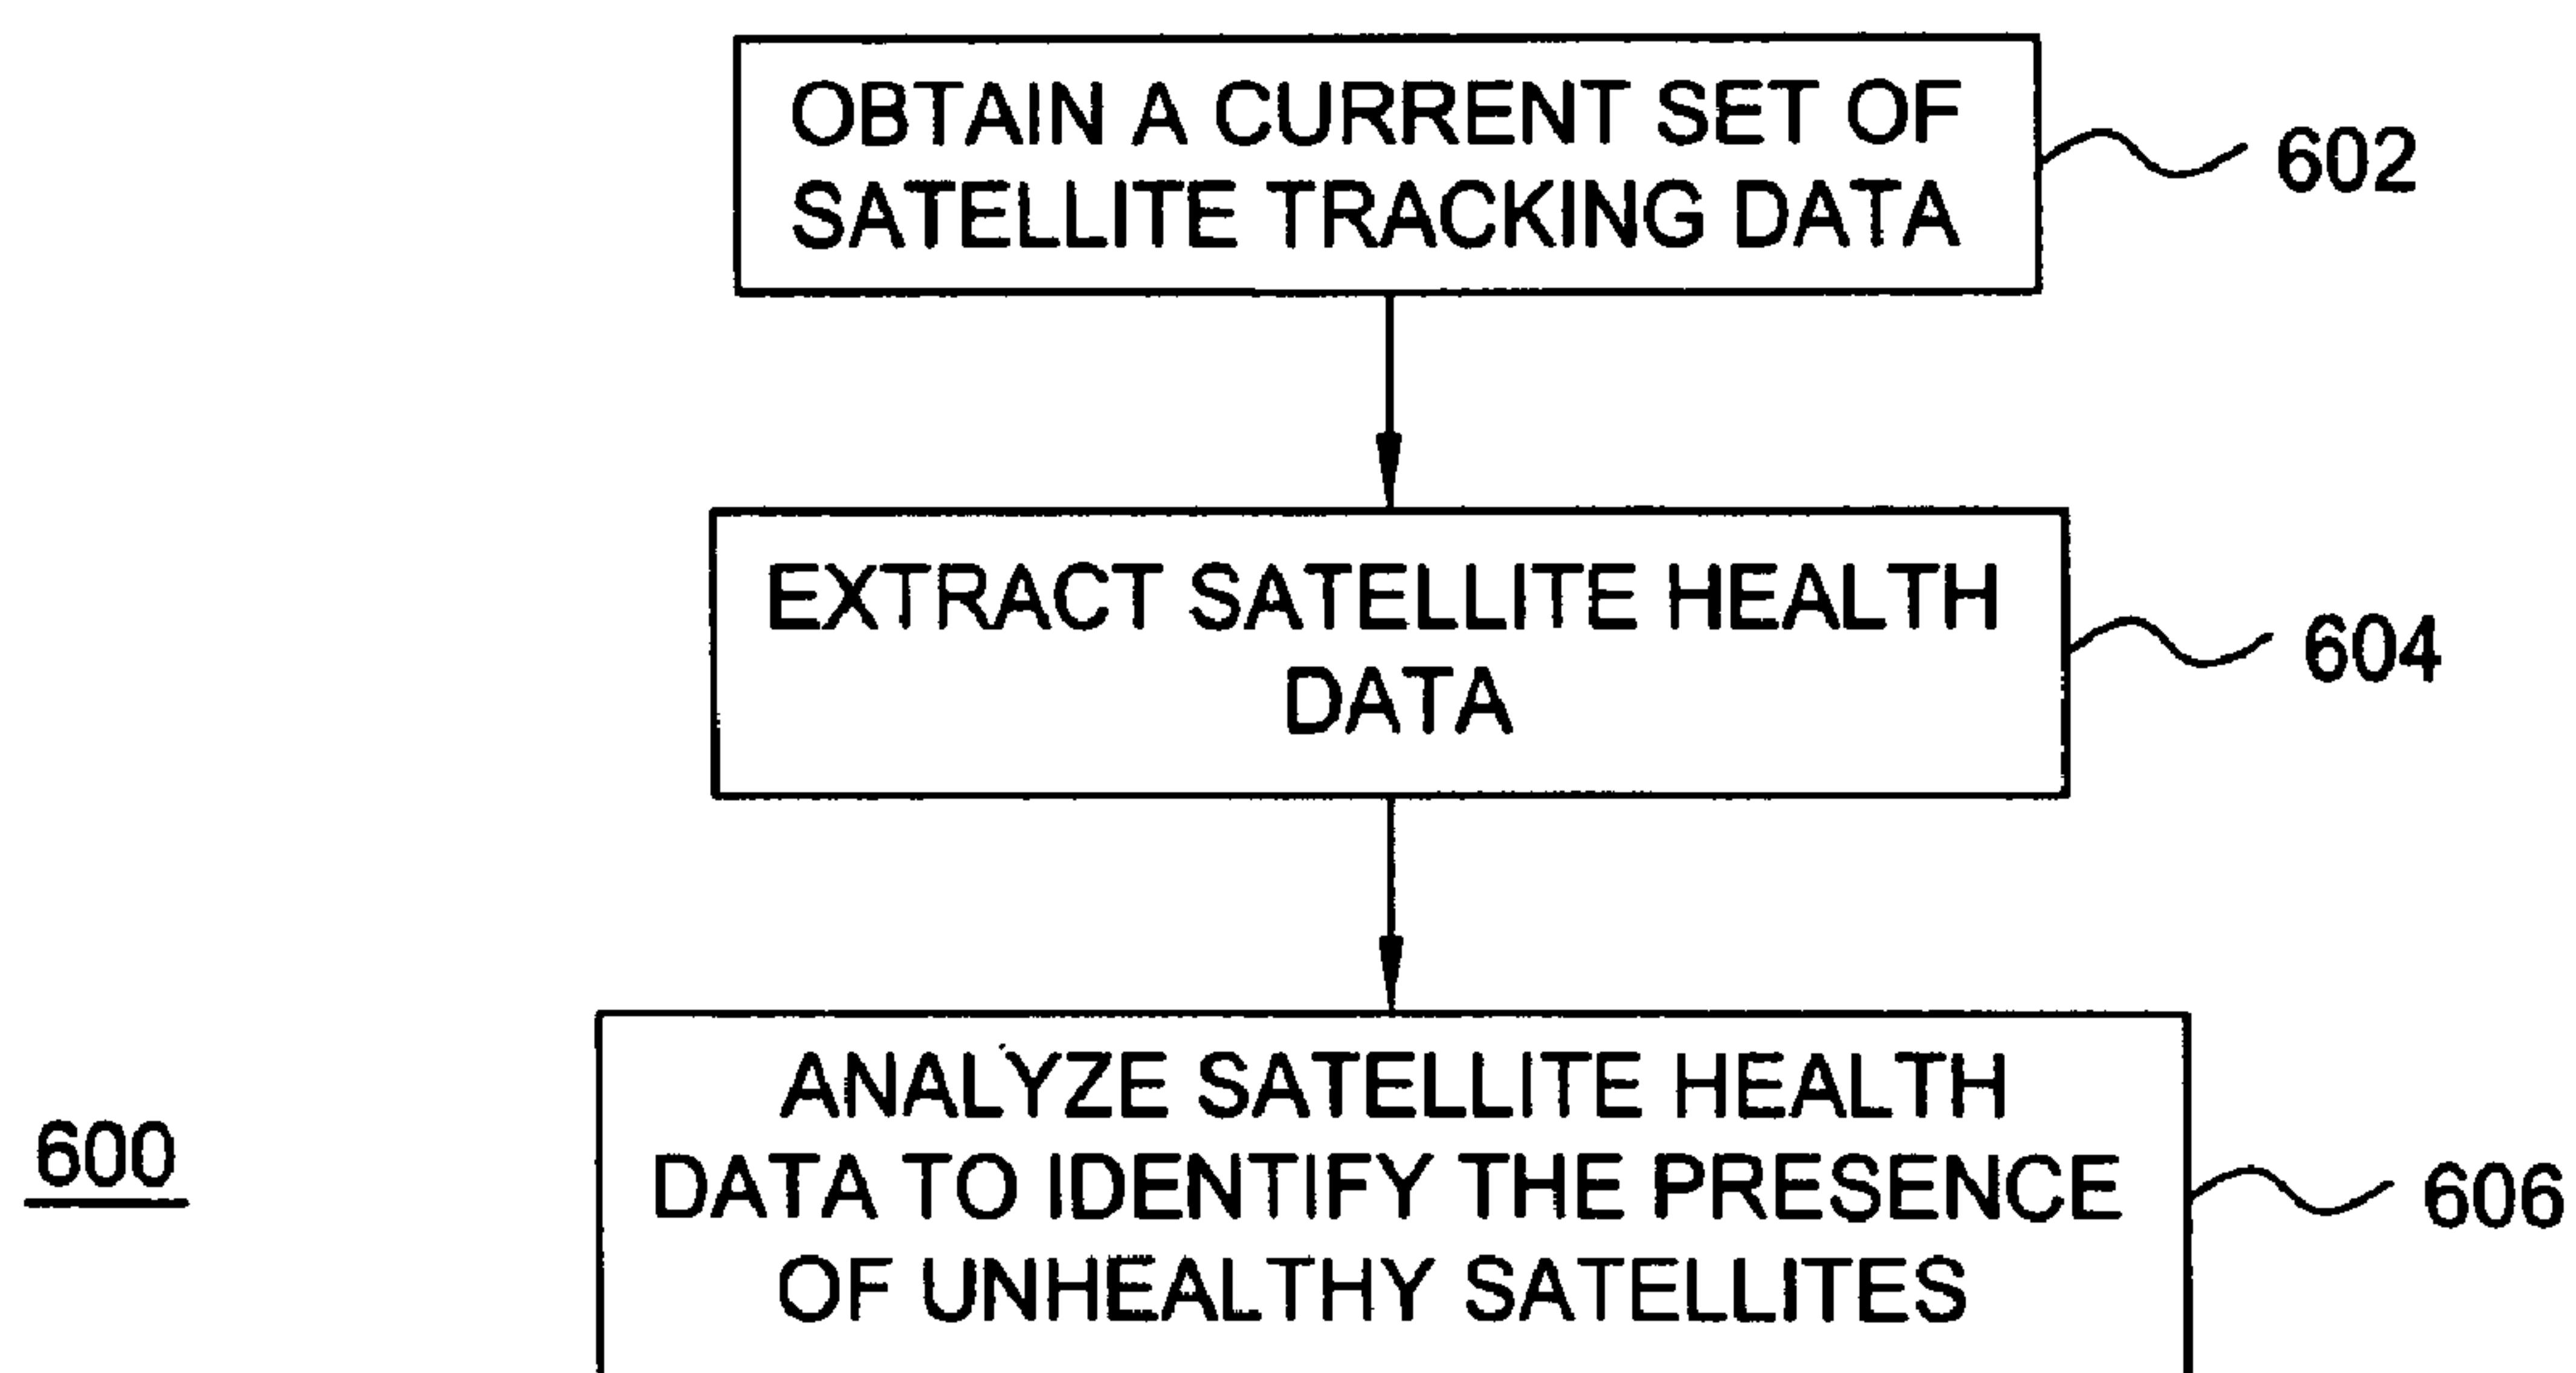 OBTAIN A CURRENT SET OF
SATELLITE TRACKING DATA
602
EXTRACT SATELLITE HEALTH
DATA
604
ANALYZE SATELLITE HEALTH
DATA TO IDENTIFY THE PRESENCE
OF UNHEALTHY SATELLITES
606
600